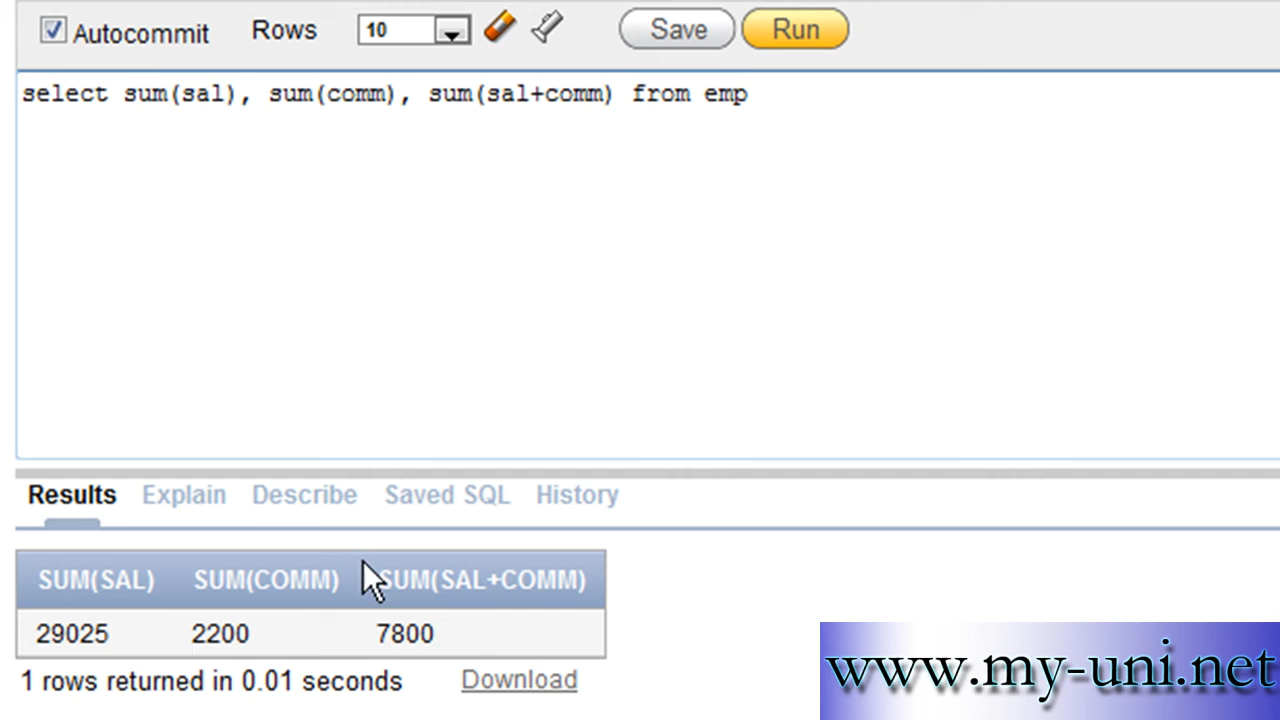 Autocommit Rows 10 Save Run
select sum(sal), sum(comm), sum(sal+comm) from emp
Results Explain Describe Saved SQL History
SUM(SAL) SUM(COMM) SUM(SAL+COMM)
29025 2200 7800
1 rows returned in 0.01 seconds Download
www.my-uni.net